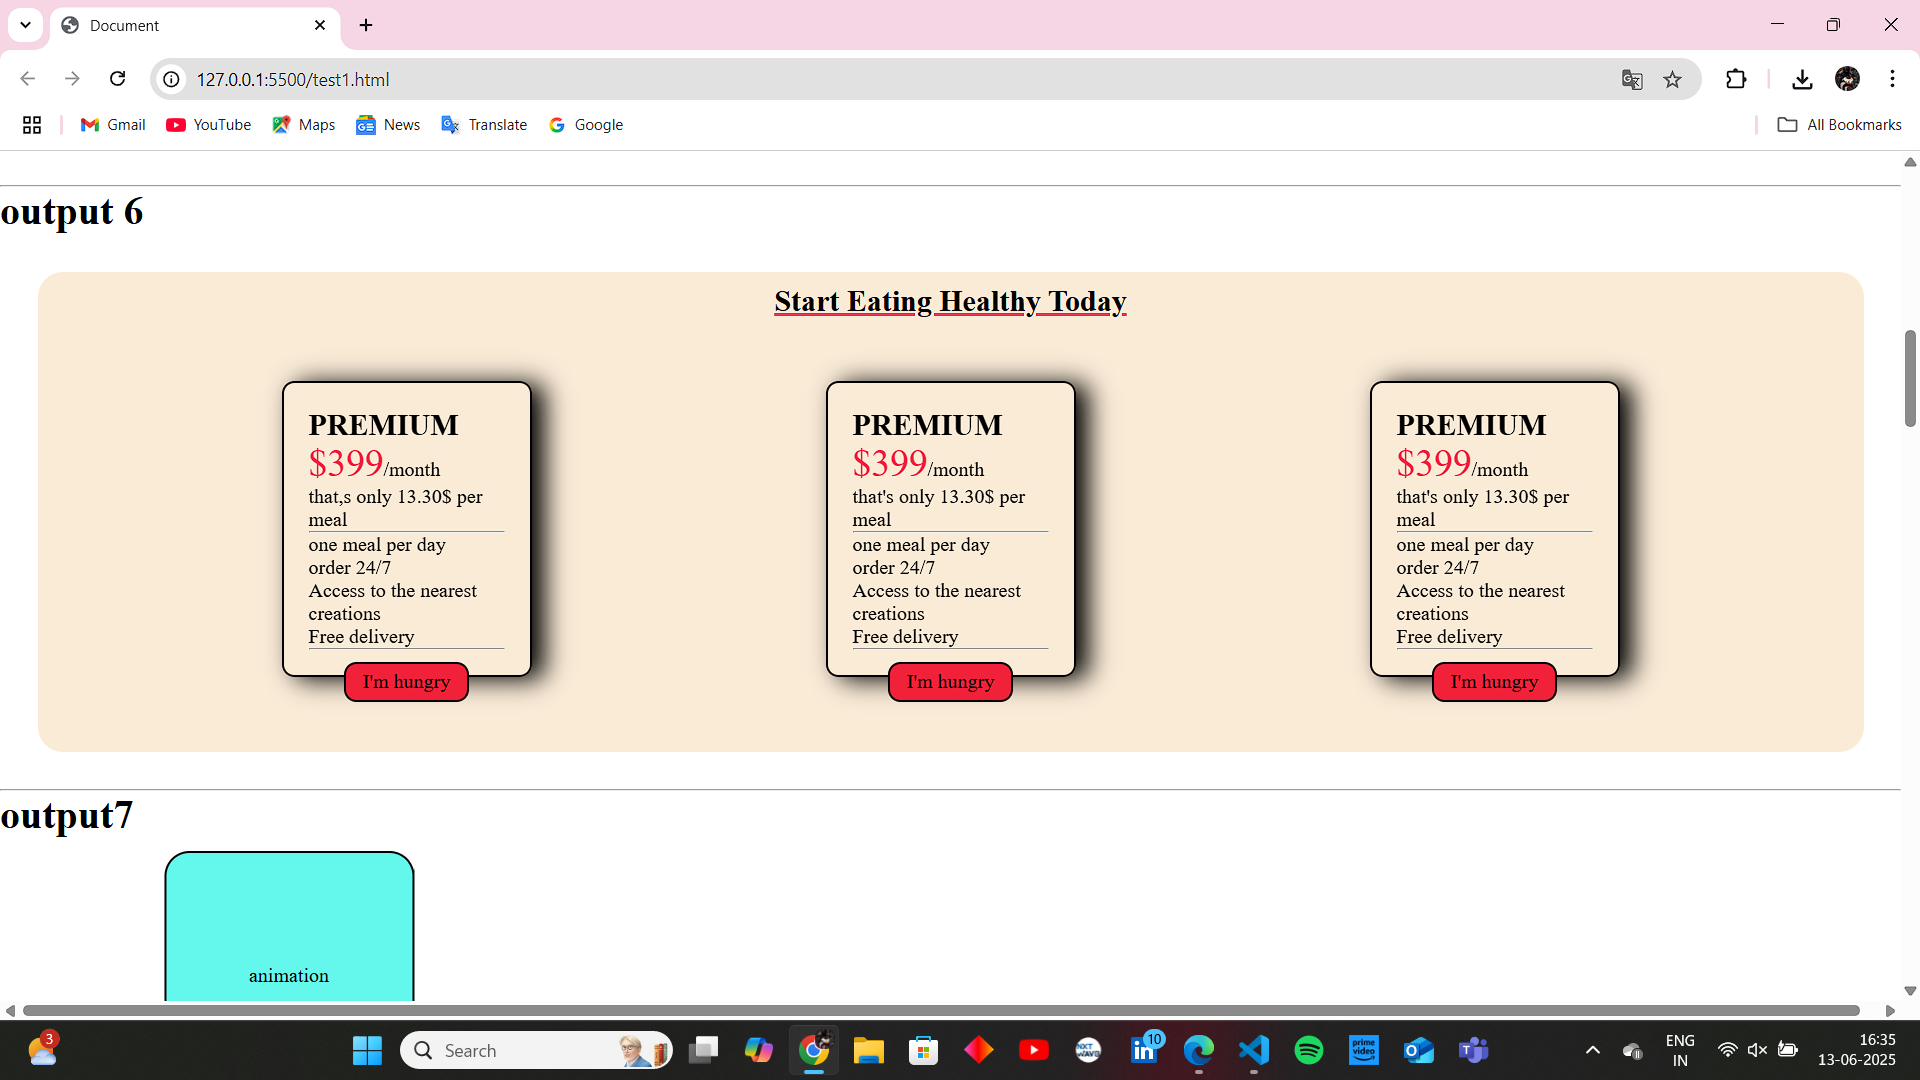 Document
127.0.0.1:5500/test1.html
Gmail YouTube Maps News Translate Google All Bookmarks
output 6
Start Eating Healthy Today
PREMIUM
$399/month
that,s only 13.30$ per
meal
one meal per day
order 24/7
Access to the nearest
creations
Free delivery
I'm hungry
PREMIUM
$399/month
that's only 13.30$ per
meal
one meal per day
order 24/7
Access to the nearest
creations
Free delivery
I'm hungry
PREMIUM
$399/month
that's only 13.30$ per
meal
one meal per day
order 24/7
Access to the nearest
creations
Free delivery
I'm hungry
output7
animation
3
Search
NXT
WAVE
10
prime
video
ENG
IN
16:35
13-06-2025